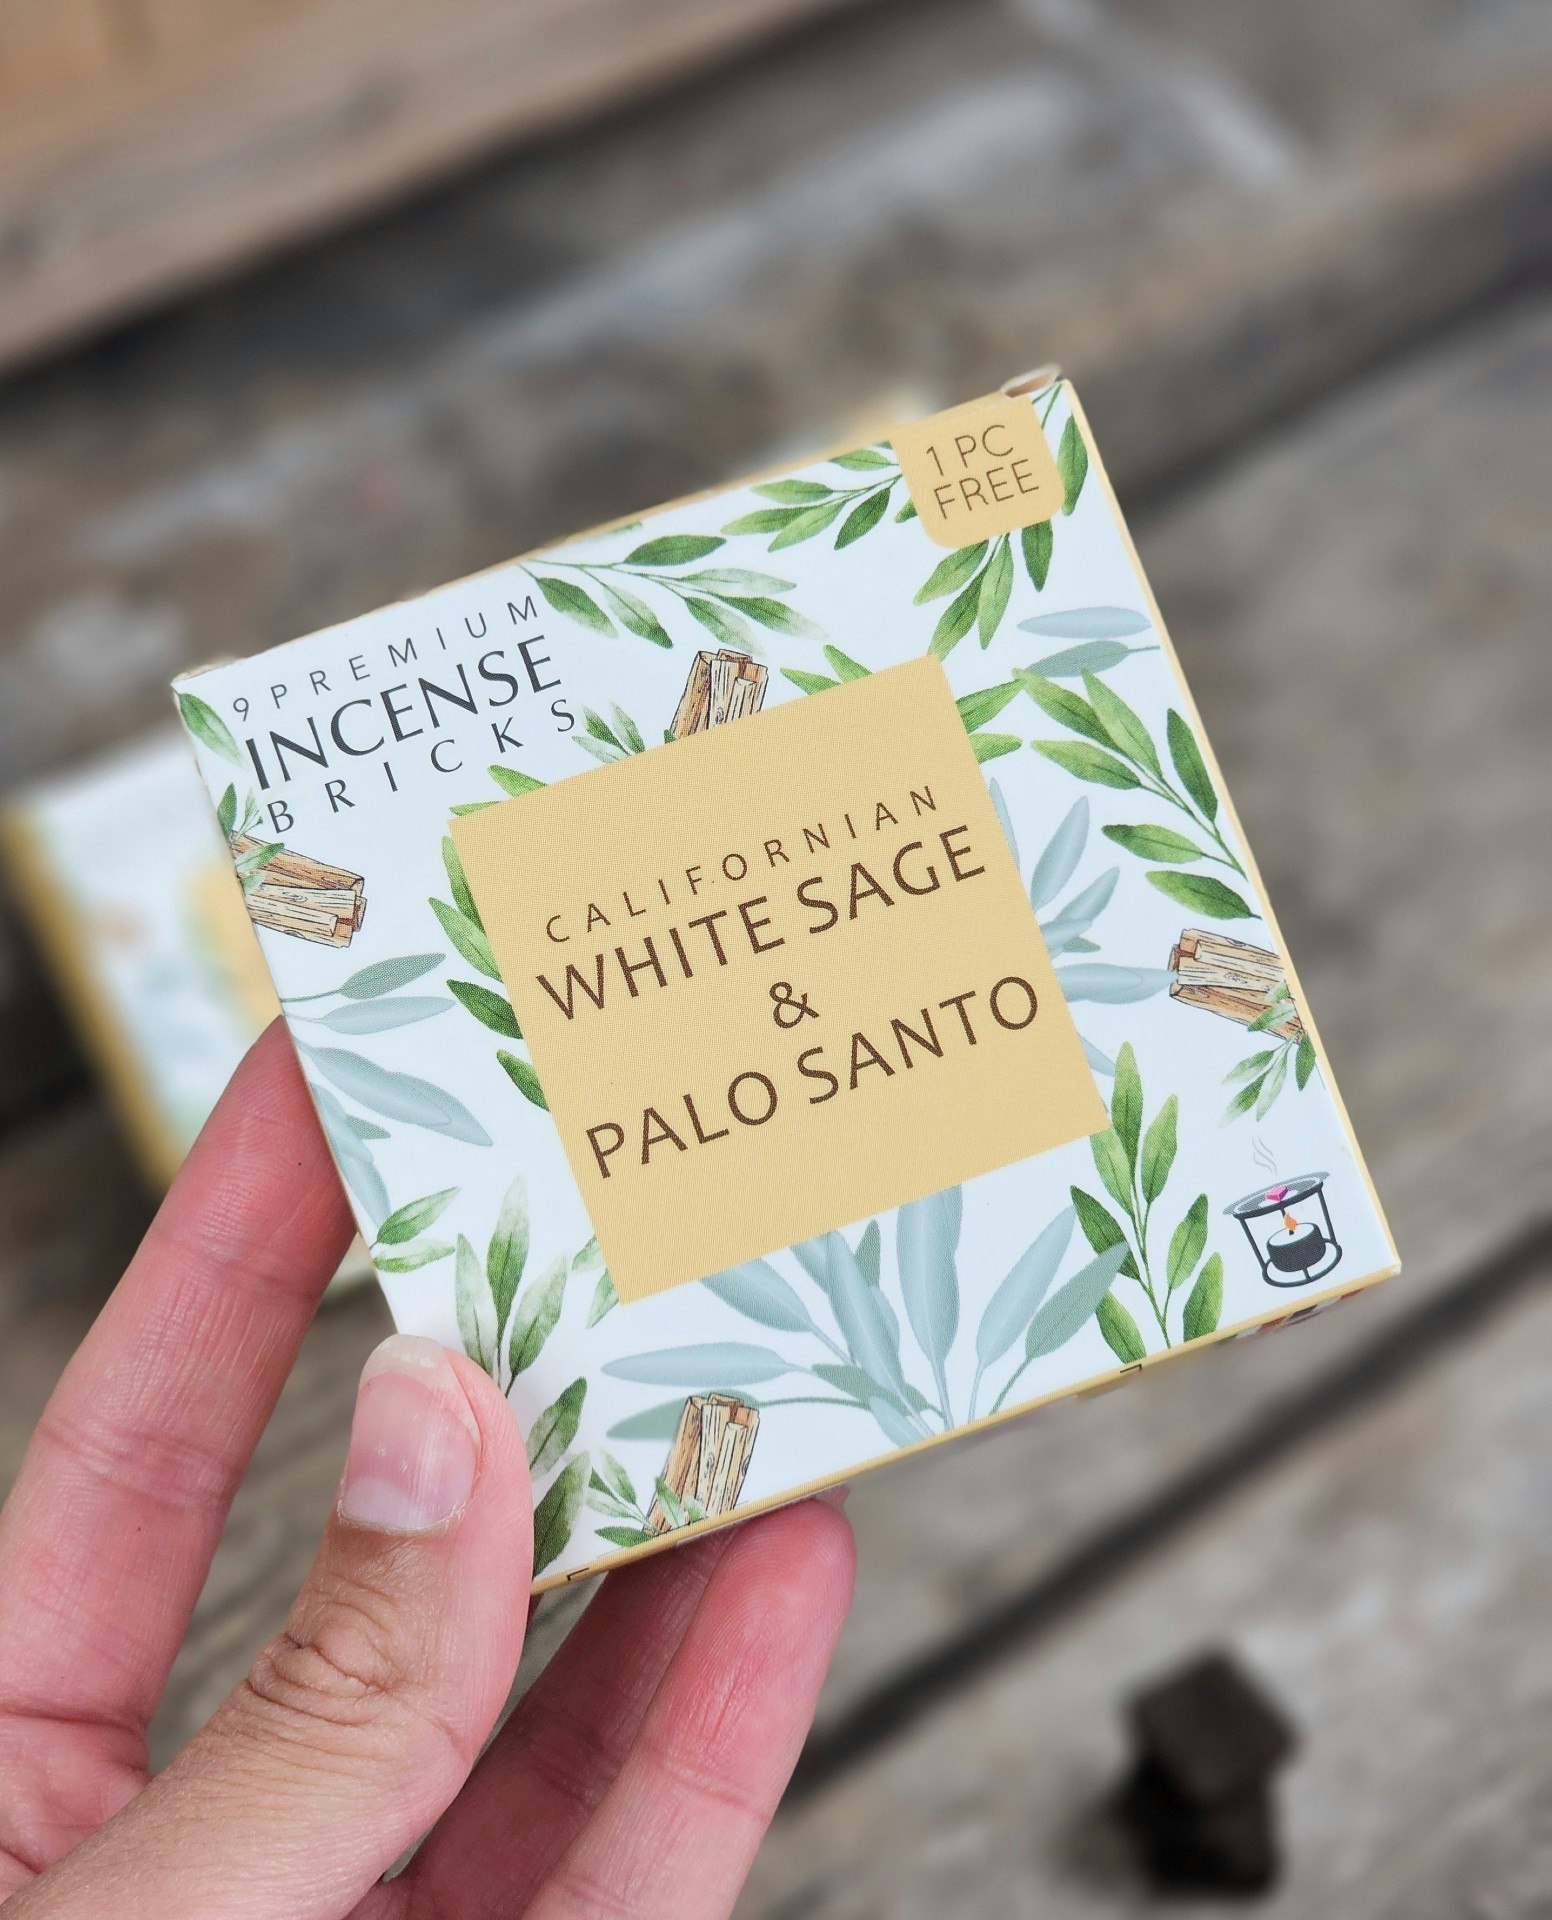 1 PC
FREE
9 PREMIUM
INCENSE
BRICKS
CALIFORNIAN
WHITE SAGE
&
PALO SANTO